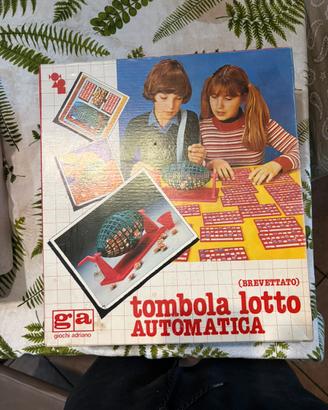 (BREVETTATO)
tombola lotto
AUTOMATICA
ga
giochi adriano